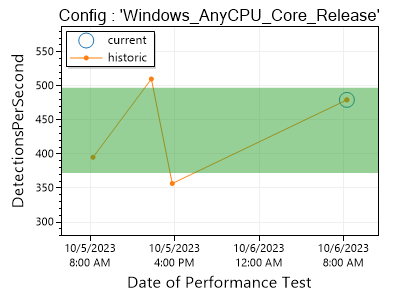 Config : 'Windows_AnyCPU_Core_Release'
current
historic
DetectionsPerSecond
550
500
450
400
350
300
10/5/2023
8:00 AM
10/5/2023
4:00 PM
10/6/2023
12:00 AM
10/6/2023
8:00 AM
Date of Performance Test